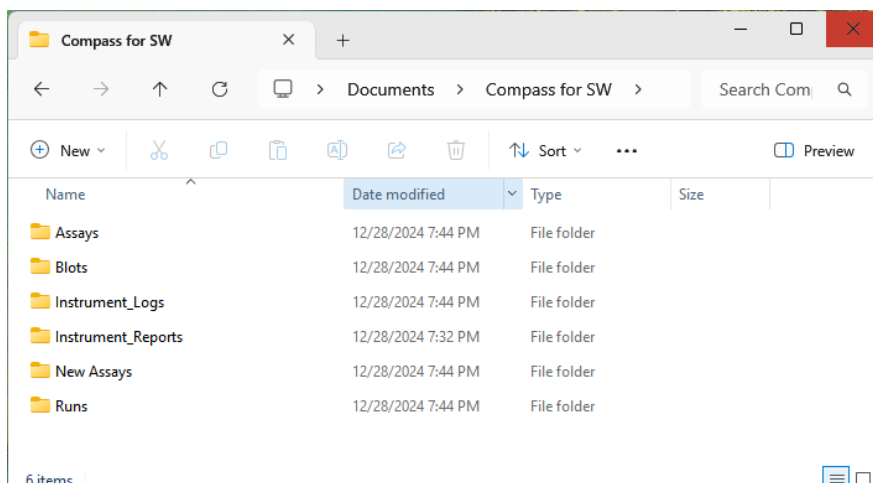 Compass for SW
Documents > Compass for SW >
Search Com
New
Sort
Preview
Name Date modified Type Size
Assays 12/28/2024 7:44 PM File folder
Blots 12/28/2024 7:44 PM File folder
Instrument_Logs 12/28/2024 7:44 PM File folder
Instrument_Reports 12/28/2024 7:32 PM File folder
New Assays 12/28/2024 7:44 PM File folder
Runs 12/28/2024 7:44 PM File folder
6 items